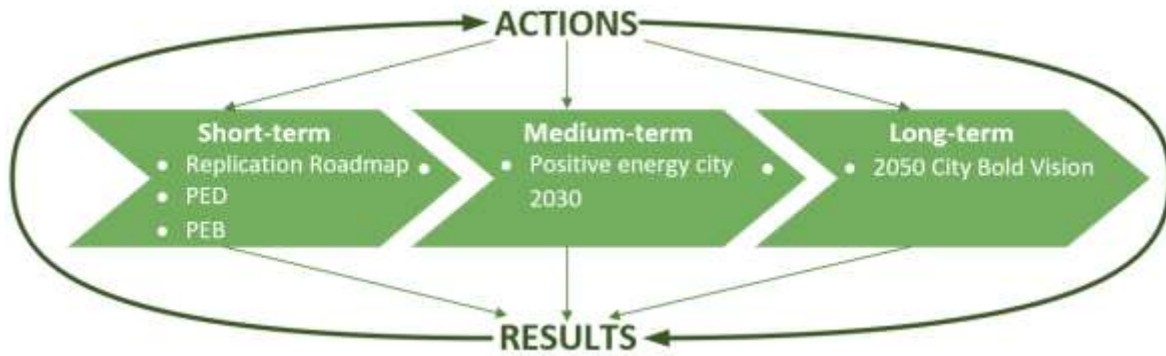 ACTIONS
Short-term
• Replication Roadmap
• PED
• PEB
Medium-term
• Positive energy city
2030
Long-term
• 2050 City Bold Vision
RESULTS